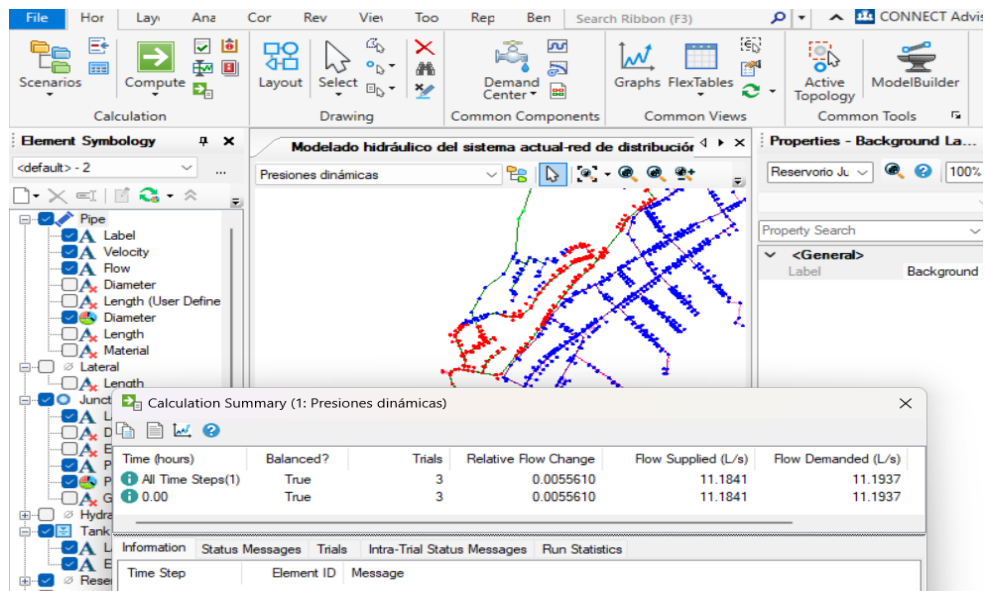 File Hor Lay Ana Cor Rev Viev Too Rep Ben Search Ribbon (F3) CONNECT Advis
Scenarios Compute Layout Select Demand Center Graphs FlexTables Active Topology ModelBuilder
Calculation Drawing Common Components Common Views Common Tools
Element Symbology
<default> - 2 ...
Pipe
Label
Velocity
Flow
Diameter
Length (User Define
Diameter
Length
Material
Lateral
Length
Junct
L
D
E
P
P
G
Hydra
Tank
L
E
Rese
Modelado hidráulico del sistema actual-red de distribución
Presiones dinámicas
Properties - Background La...
Reservorio Ju 100%
Property Search
<General>
Label Background
Calculation Summary (1: Presiones dinámicas)
Time (hours) Balanced? Trials Relative Flow Change Flow Supplied (L/s) Flow Demanded (L/s)
All Time Steps(1) True 3 0.0055610 11.1841 11.1937
0.00 True 3 0.0055610 11.1841 11.1937
Information Status Messages Trials Intra-Trial Status Messages Run Statistics
Time Step Element ID Message